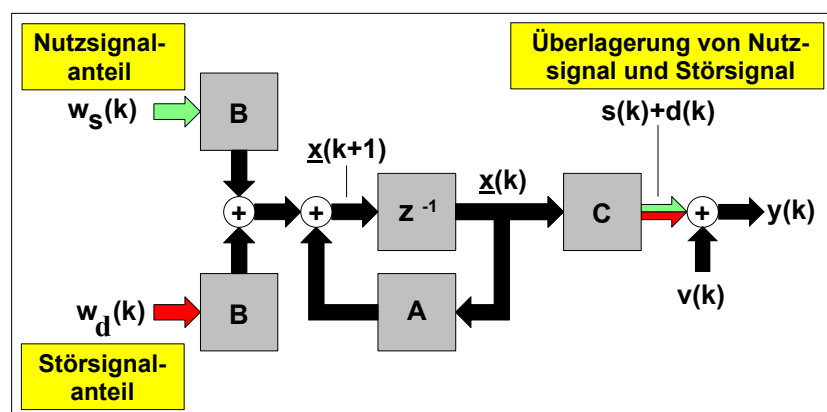 Nutzsignal-
anteil
Überlagerung von Nutz-
signal und Störsignal
w_s(k)
B
s(k)+d(k)
x(k+1)
x(k)
+
+
z⁻¹
C
+
y(k)
w_d(k)
B
A
v(k)
Störsignal-
anteil